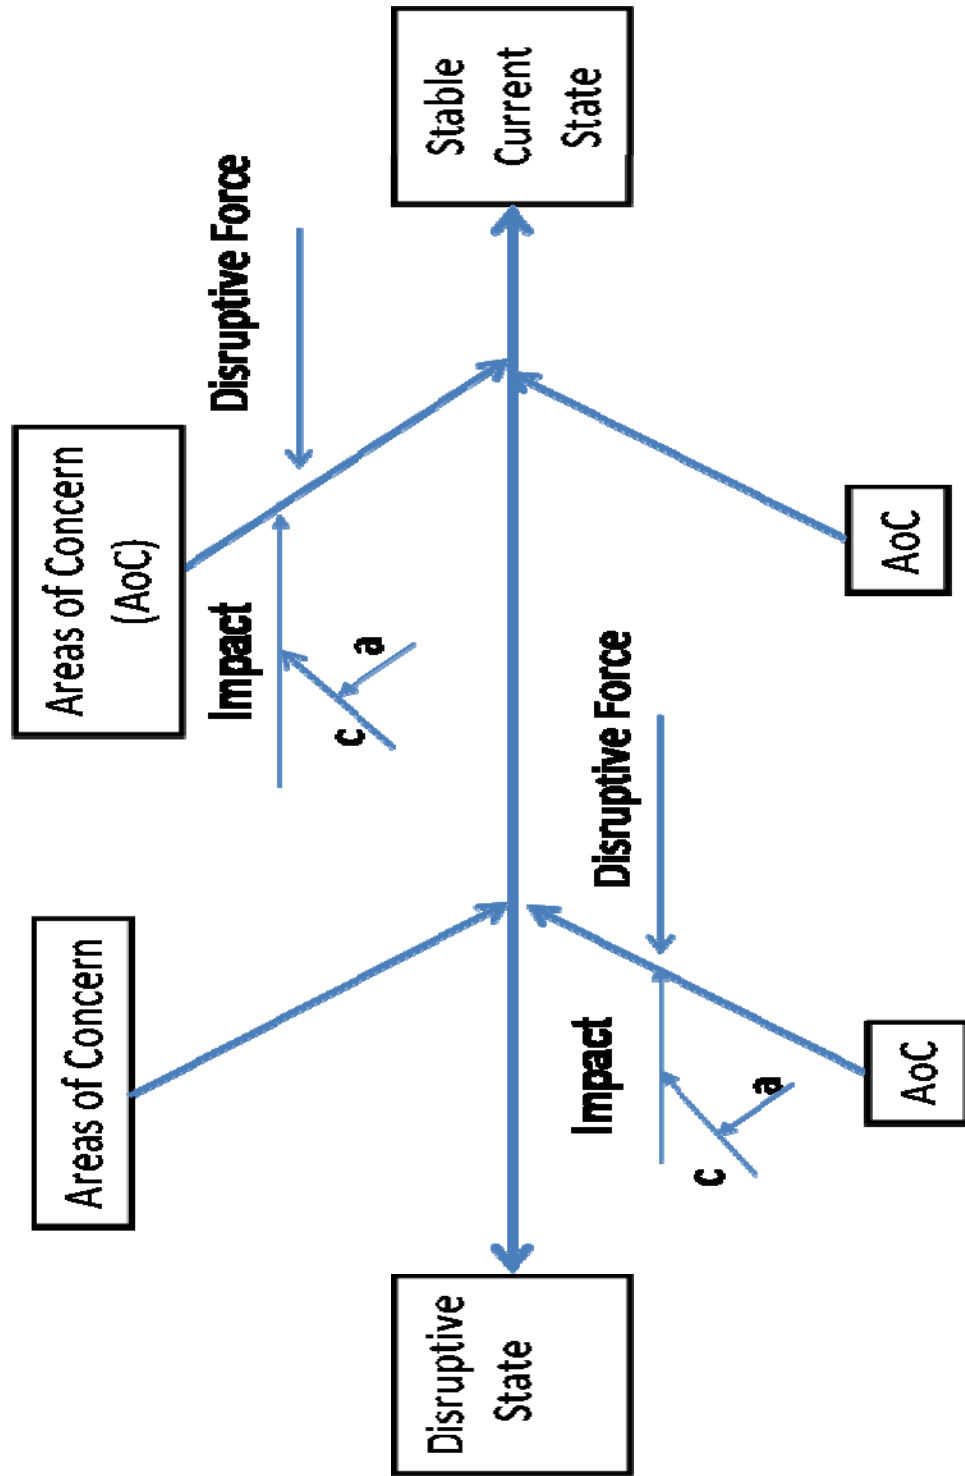 Areas of Concern
Areas of Concern
(AoC)
Impact
Disruptive Force
c
a
Disruptive
State
Stable
Current
State
Impact
Disruptive Force
c
a
AoC
AoC